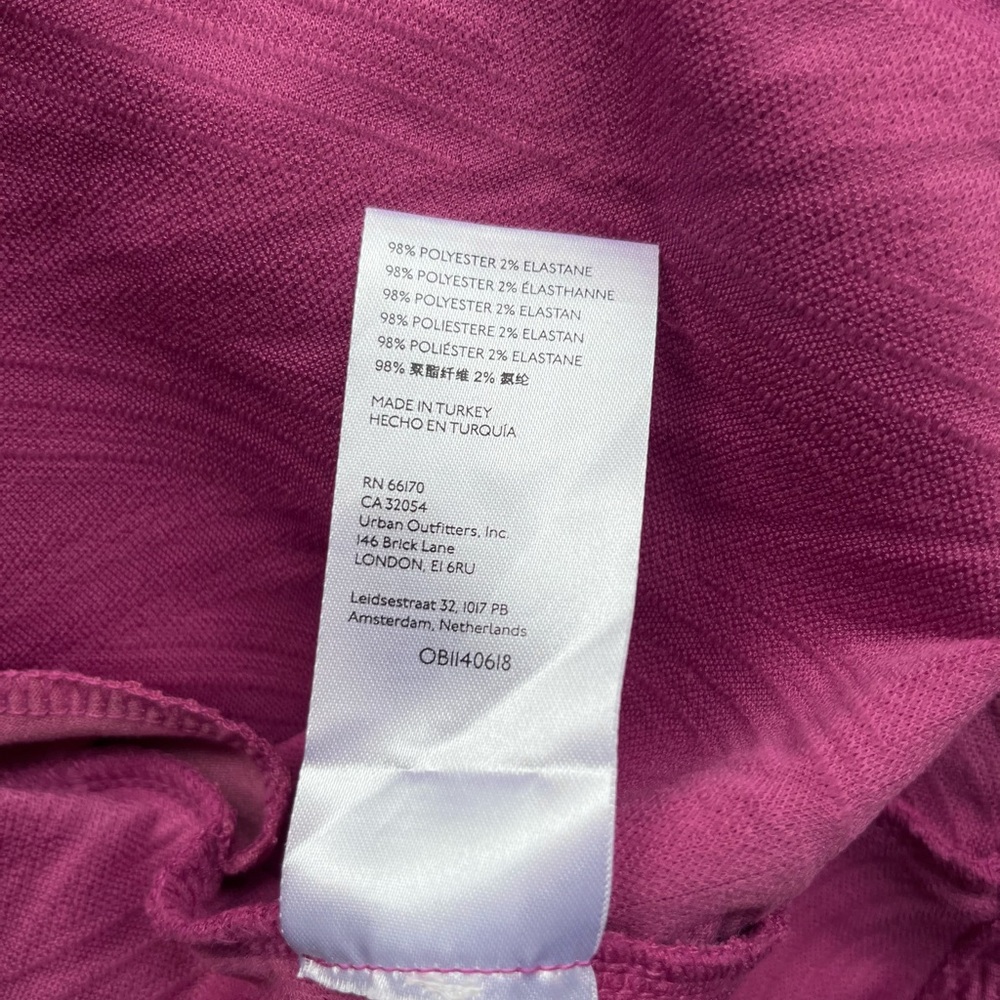 98% POLYESTER 2% ELASTANE
98% POLYESTER 2% ÉLASTHANNE
98% POLYESTER 2% ELASTAN
98% POLIESTERE 2% ELASTAN
98% POLIÉSTER 2% ELASTANE
98% 聚酯纤维 2% 氨纶
MADE IN TURKEY
HECHO EN TURQUÍA
RN 66170
CA 32054
Urban Outfitters, Inc.
146 Brick Lane
LONDON, E1 6RU
Leidsestraat 32, 1017 PB
Amsterdam, Netherlands
OB1140618